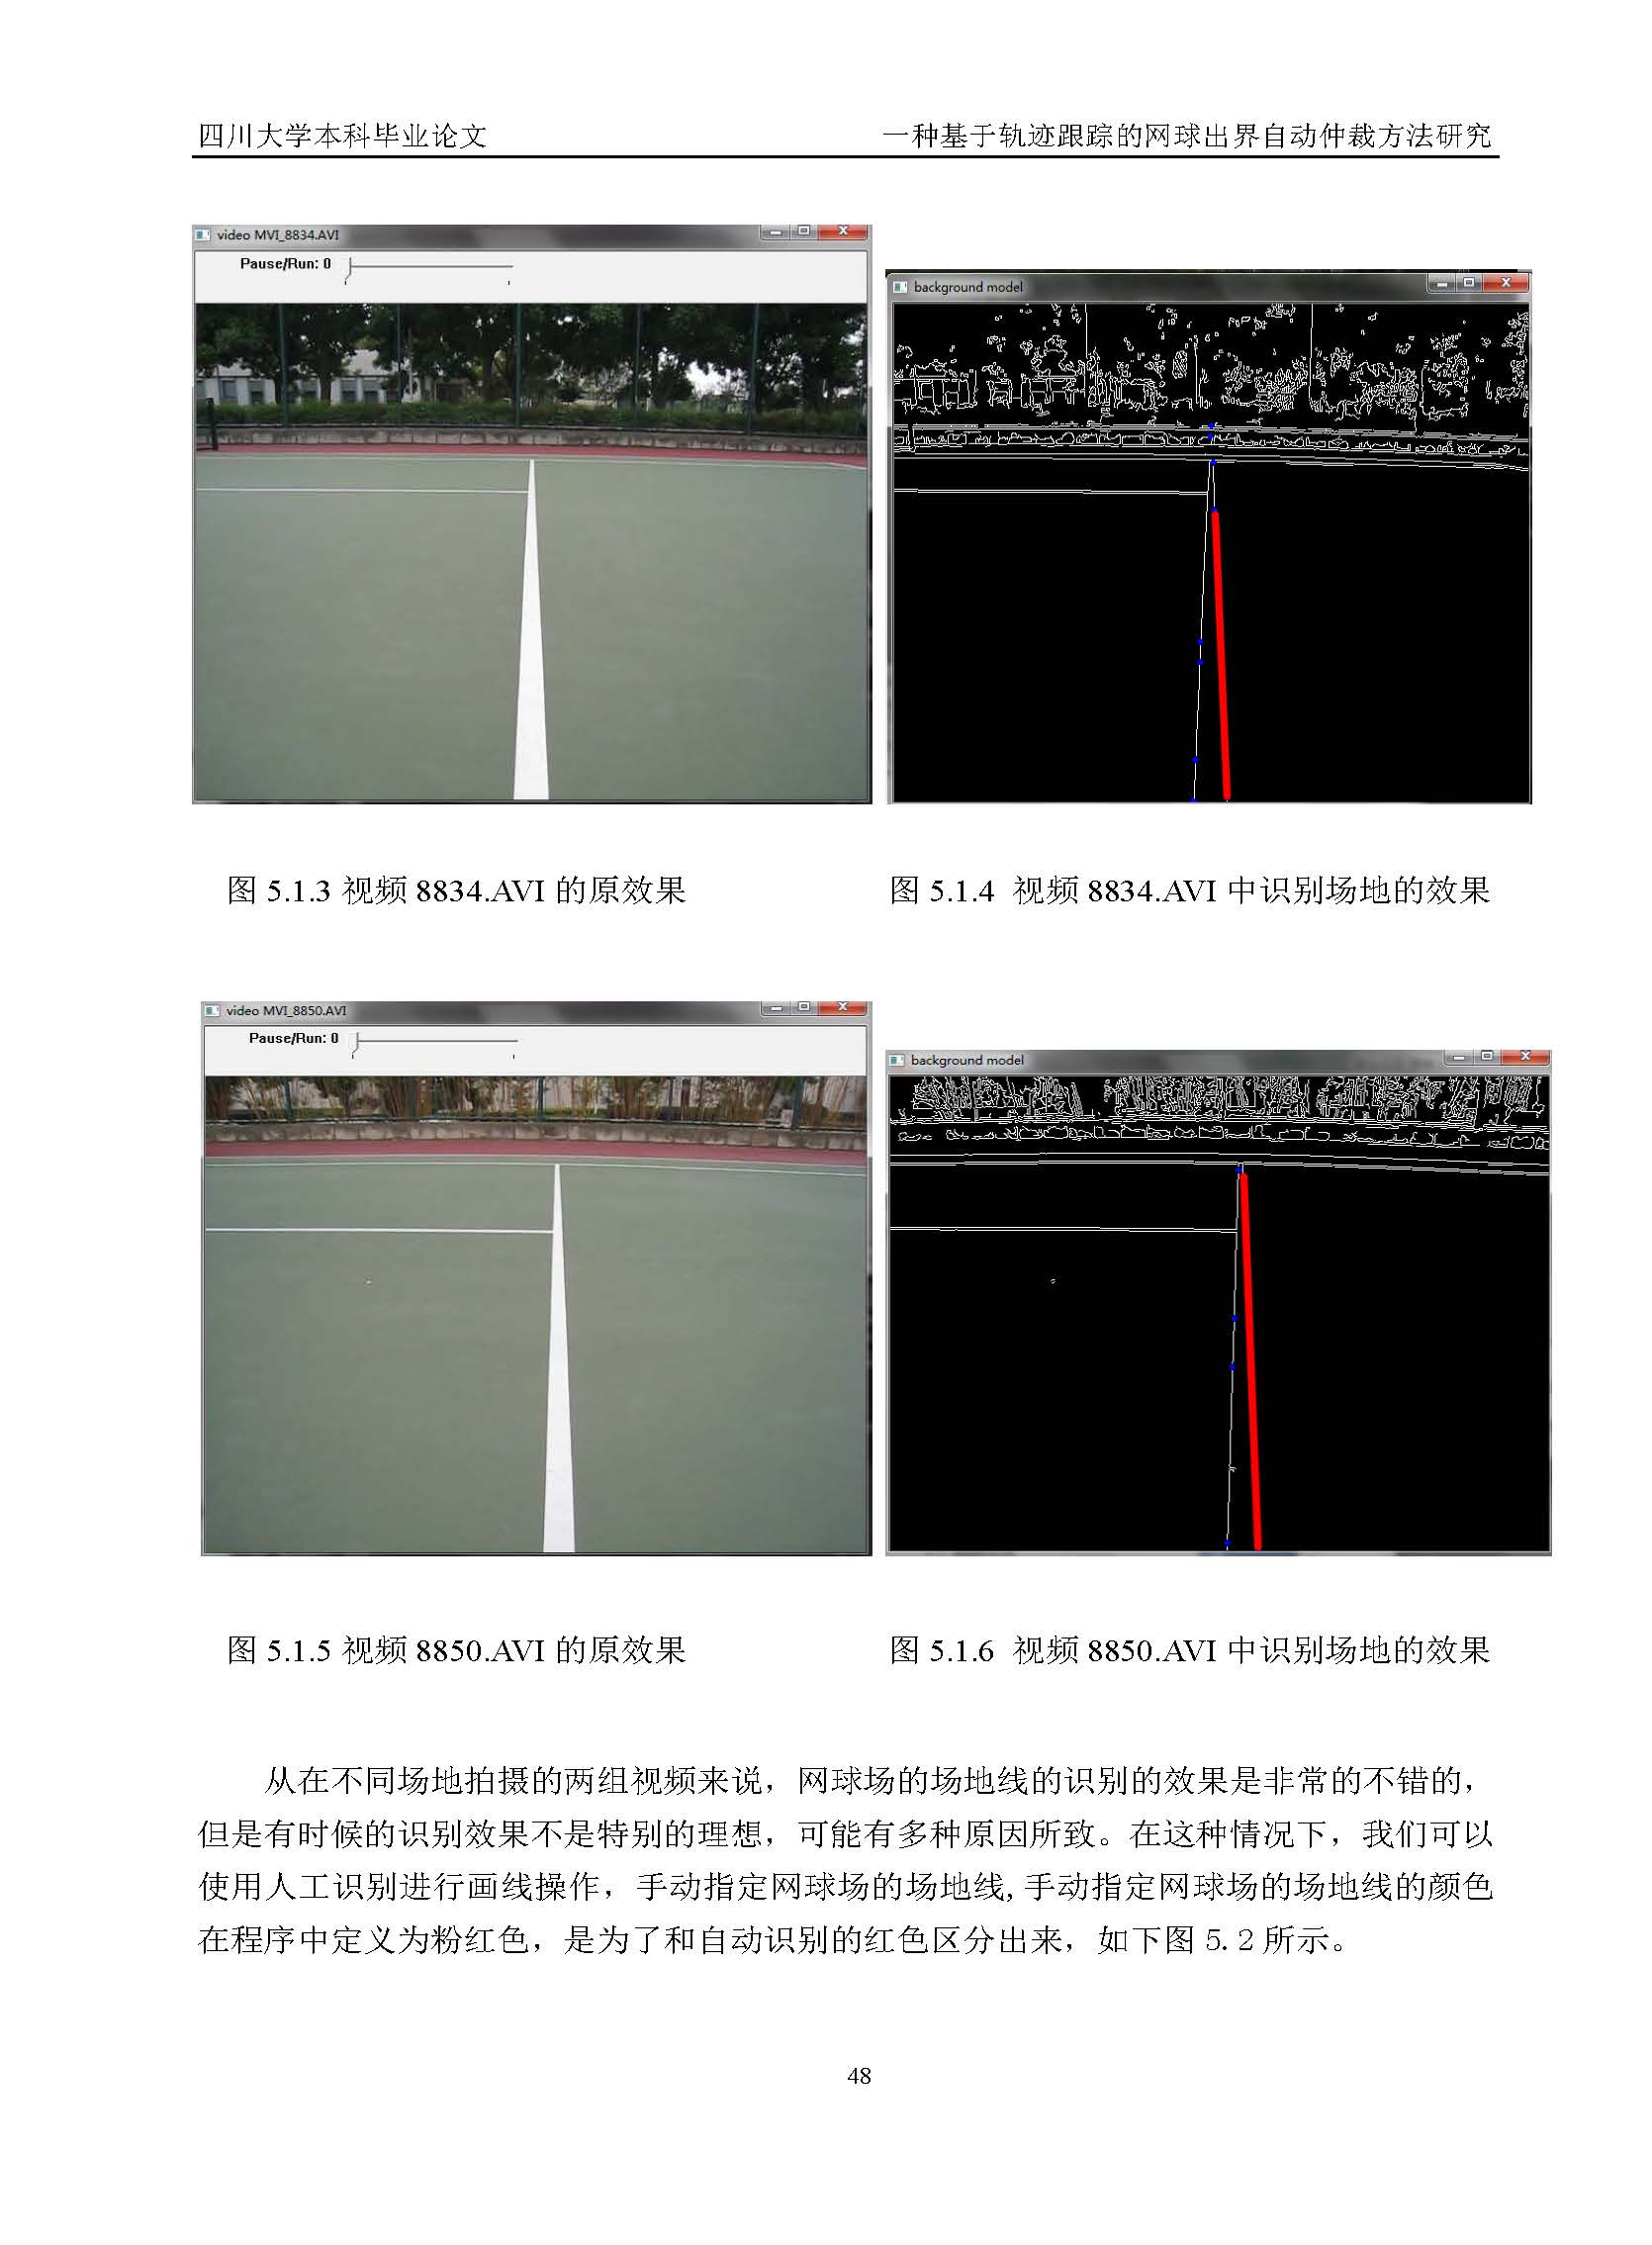 四川大学本科毕业论文 一种基于轨迹跟踪的网球出界自动仲裁方法研究
video MVI_8834.AVI
Pause/Run: 0
background model
图 5.1.3 视频 8834.AVI 的原效果 图 5.1.4 视频 8834.AVI 中识别场地的效果
video MVI_8850.AVI
Pause/Run: 0
background model
图 5.1.5 视频 8850.AVI 的原效果 图 5.1.6 视频 8850.AVI 中识别场地的效果
从在不同场地拍摄的两组视频来说，网球场的场地线的识别的效果是非常的不错的，
但是有时候的识别效果不是特别的理想，可能有多种原因所致。在这种情况下，我们可以
使用人工识别进行画线操作，手动指定网球场的场地线,手动指定网球场的场地线的颜色
在程序中定义为粉红色，是为了和自动识别的红色区分出来，如下图 5.2 所示。
48